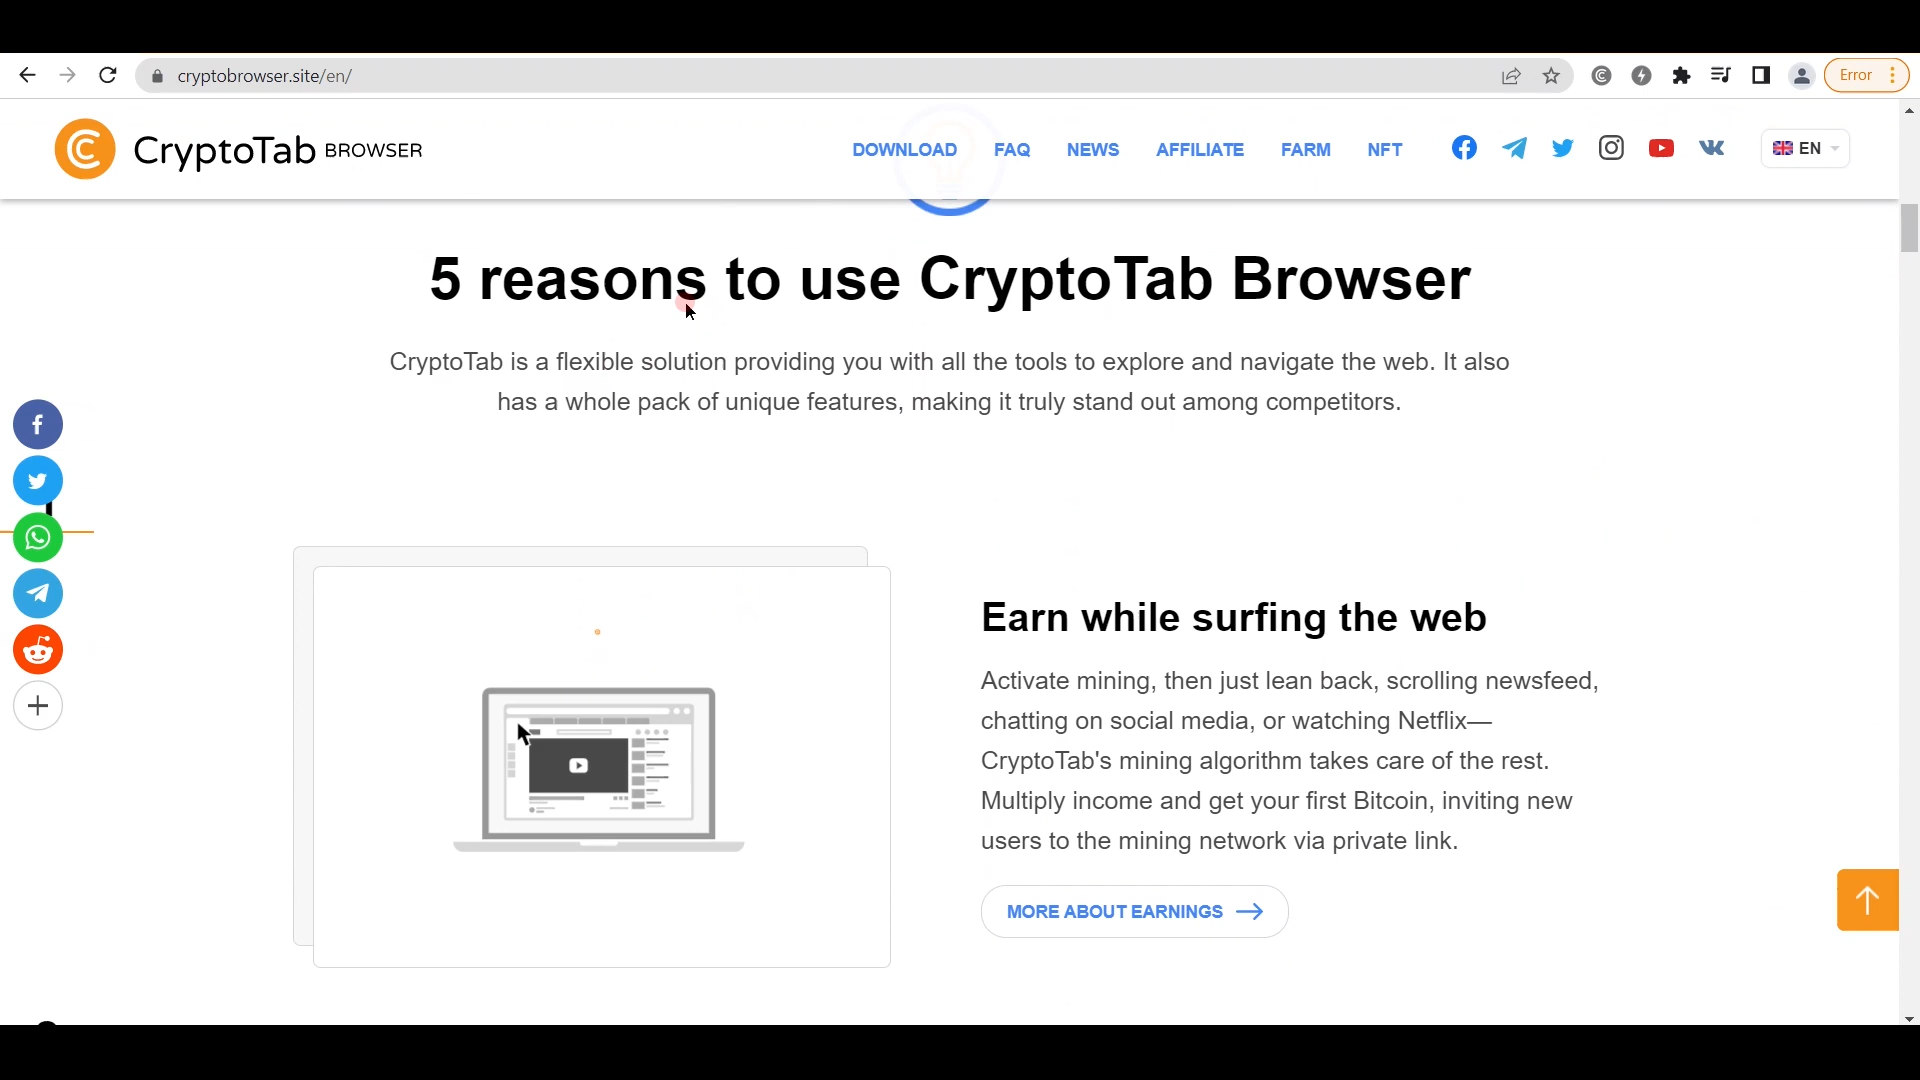 cryptobrowser.site/en/
Error
CryptoTab BROWSER
DOWNLOAD FAQ NEWS AFFILIATE FARM NFT EN
5 reasons to use CryptoTab Browser
CryptoTab is a flexible solution providing you with all the tools to explore and navigate the web. It also
has a whole pack of unique features, making it truly stand out among competitors.
Earn while surfing the web
Activate mining, then just lean back, scrolling newsfeed,
chatting on social media, or watching Netflix—
CryptoTab's mining algorithm takes care of the rest.
Multiply income and get your first Bitcoin, inviting new
users to the mining network via private link.
MORE ABOUT EARNINGS